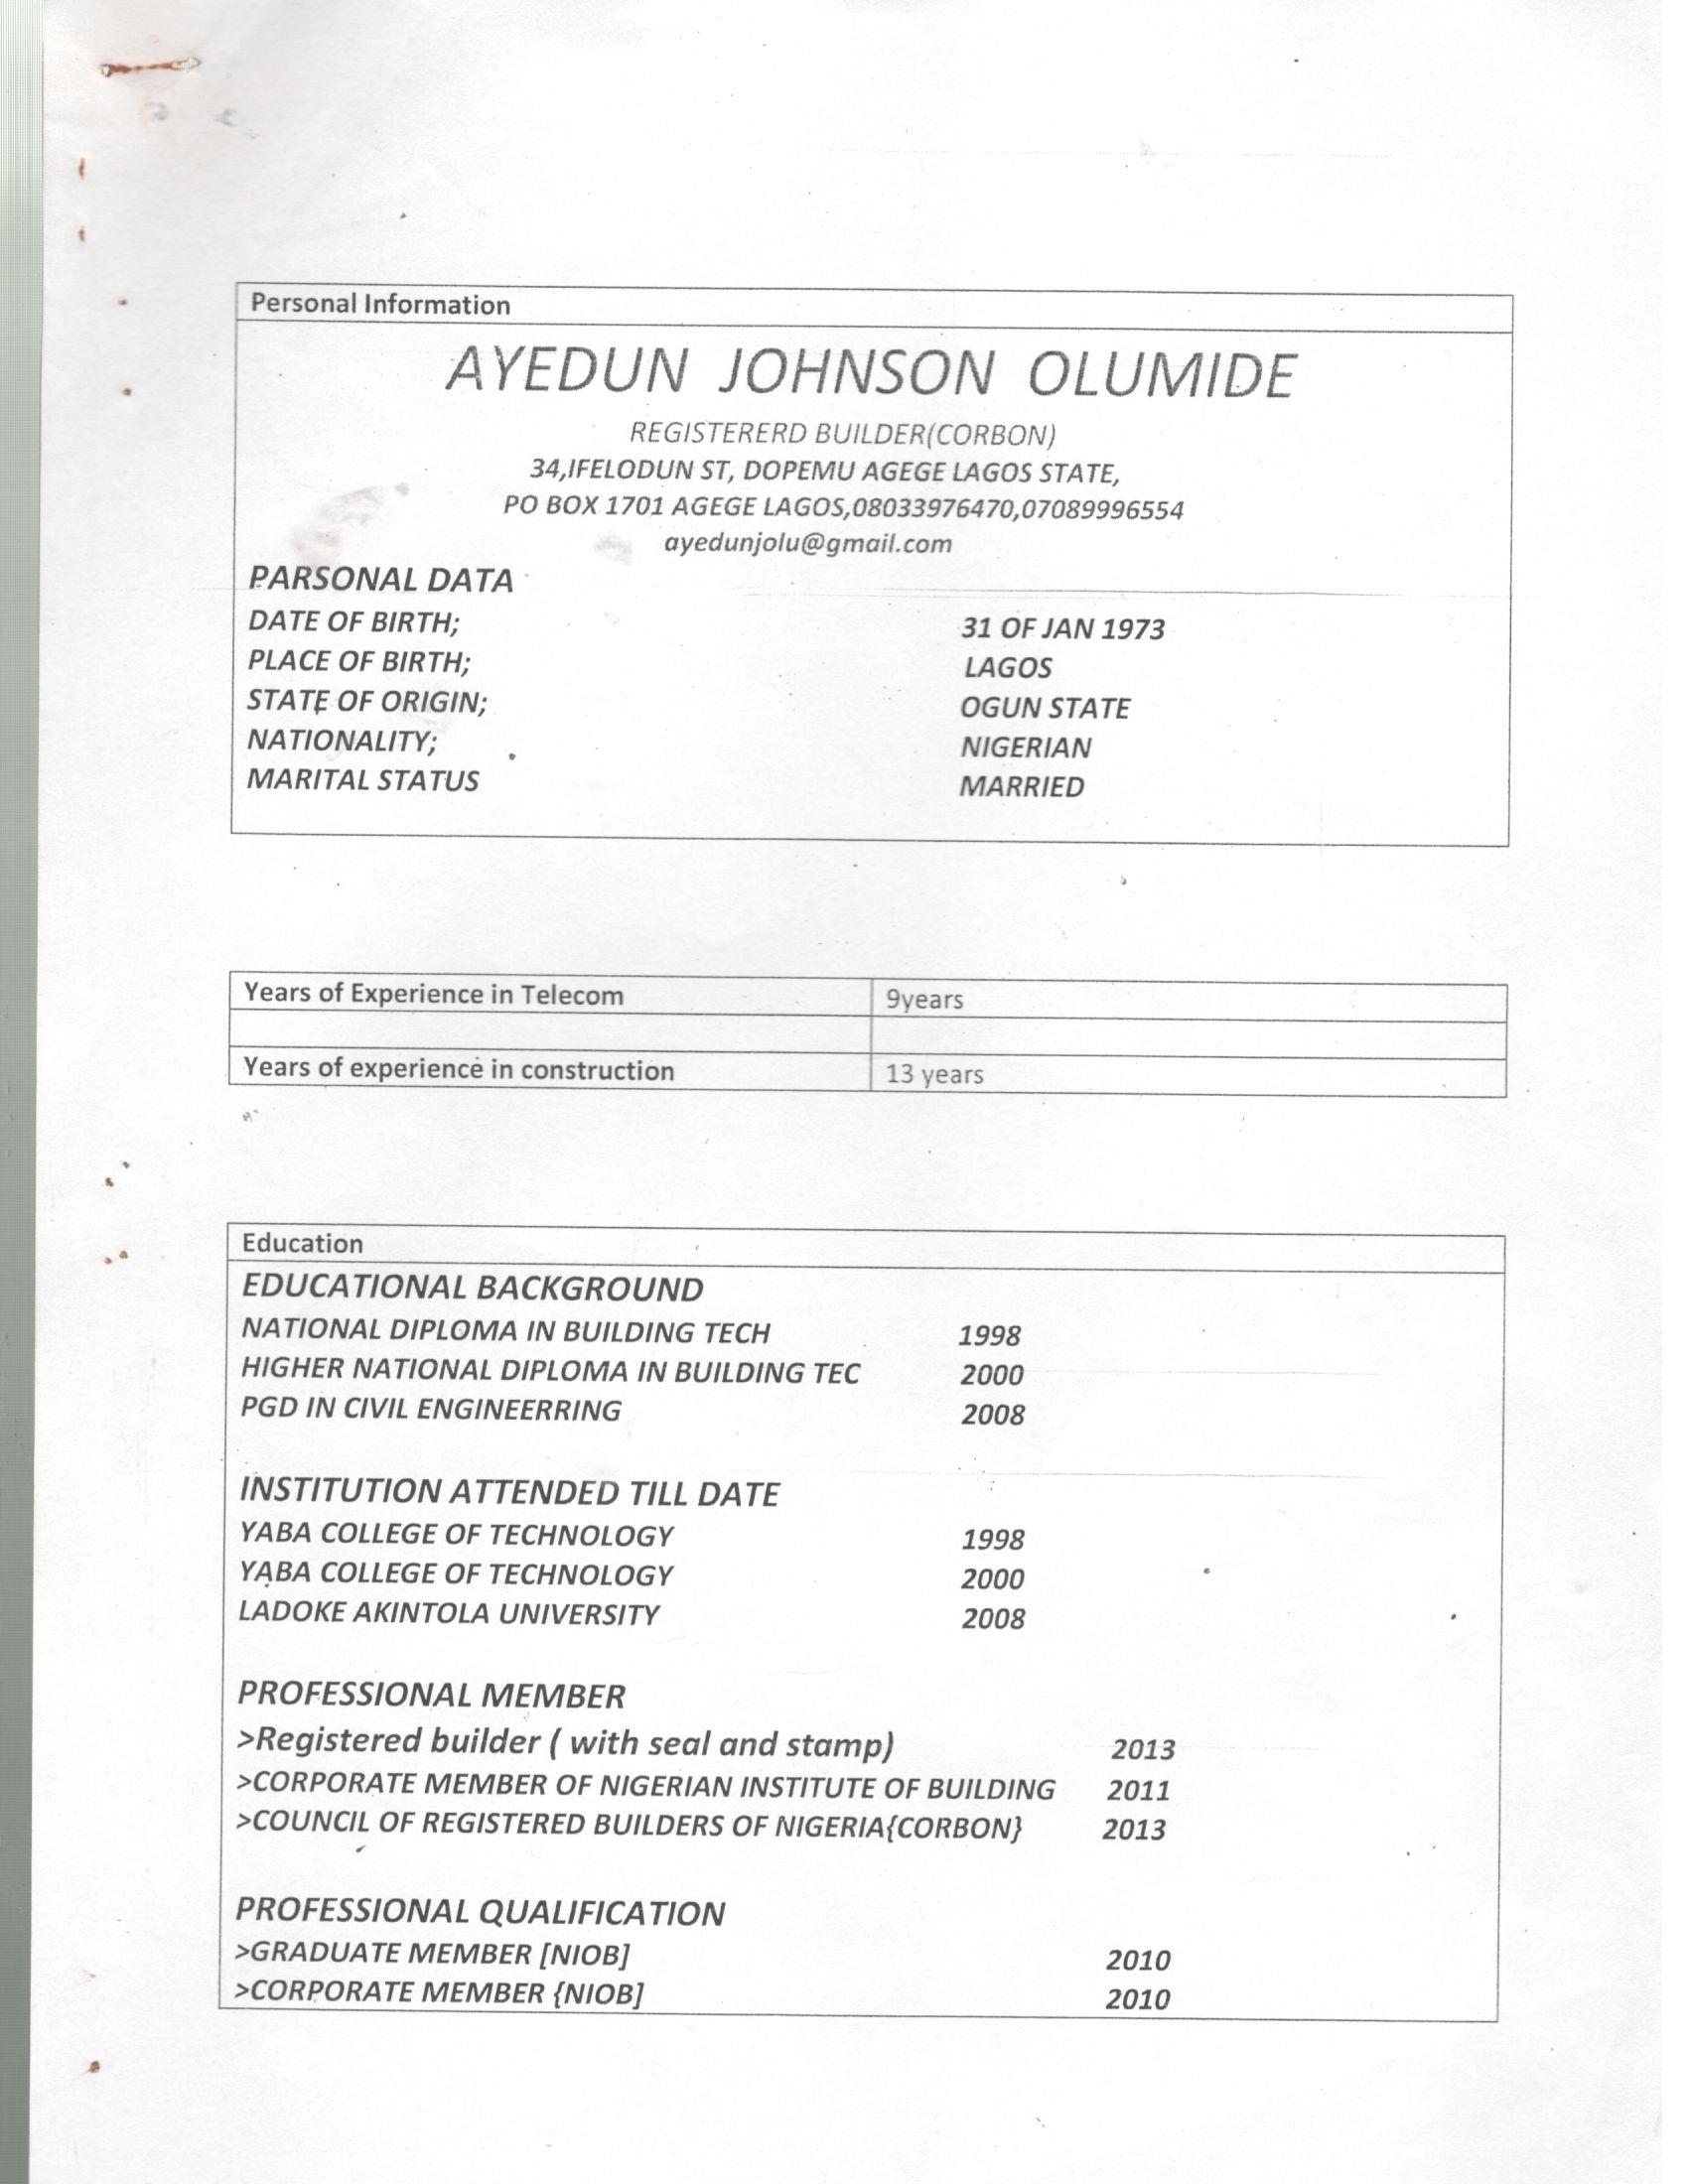 Personal Information
AYEDUN JOHNSON OLUMIDE
REGISTERERD BUILDER(CORBON)
34,IFELODUN ST, DOPEMU AGEGE LAGOS STATE,
PO BOX 1701 AGEGE LAGOS,08033976470,07089996554
ayedunjolu@gmail.com
PARSONAL DATA
DATE OF BIRTH; 31 OF JAN 1973
PLACE OF BIRTH; LAGOS
STATE OF ORIGIN; OGUN STATE
NATIONALITY; NIGERIAN
MARITAL STATUS MARRIED
Years of Experience in Telecom 9years
Years of experience in construction 13 years
Education
EDUCATIONAL BACKGROUND
NATIONAL DIPLOMA IN BUILDING TECH 1998
HIGHER NATIONAL DIPLOMA IN BUILDING TEC 2000
PGD IN CIVIL ENGINEERRING 2008
INSTITUTION ATTENDED TILL DATE
YABA COLLEGE OF TECHNOLOGY 1998
YABA COLLEGE OF TECHNOLOGY 2000
LADOKE AKINTOLA UNIVERSITY 2008
PROFESSIONAL MEMBER
>Registered builder ( with seal and stamp) 2013
>CORPORATE MEMBER OF NIGERIAN INSTITUTE OF BUILDING 2011
>COUNCIL OF REGISTERED BUILDERS OF NIGERIA{CORBON} 2013
PROFESSIONAL QUALIFICATION
>GRADUATE MEMBER [NIOB] 2010
>CORPORATE MEMBER {NIOB] 2010